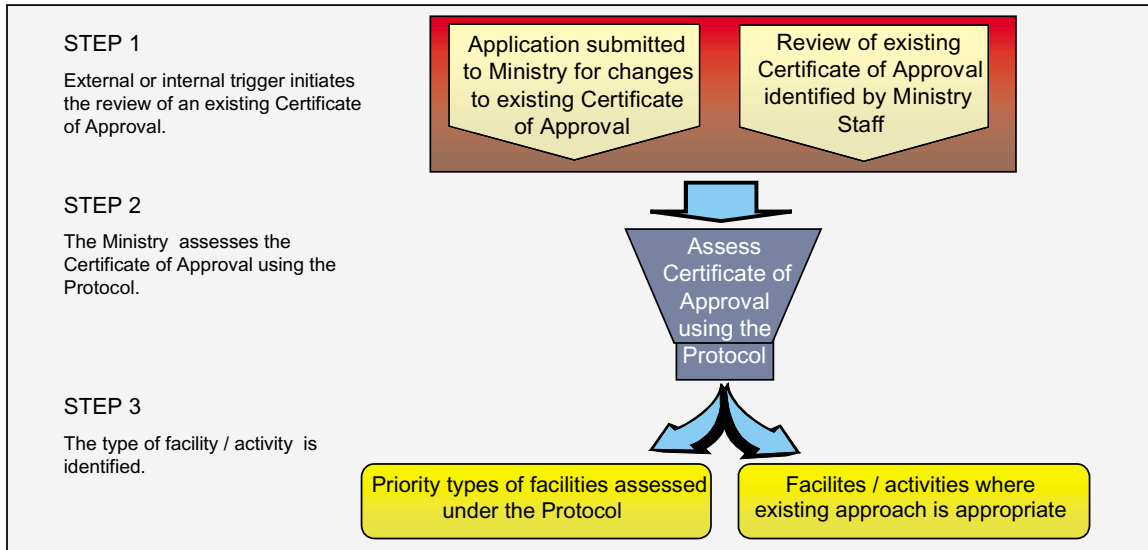 STEP 1
External or internal trigger initiates
the review of an existing Certificate
of Approval.
Application submitted
to Ministry for changes
to existing Certificate
of Approval
Review of existing
Certificate of Approval
identified by Ministry
Staff
STEP 2
The Ministry assesses the
Certificate of Approval using the
Protocol.
Assess
Certificate of
Approval
using the
Protocol
STEP 3
The type of facility / activity is
identified.
Priority types of facilities assessed
under the Protocol
Facilites / activities where
existing approach is appropriate